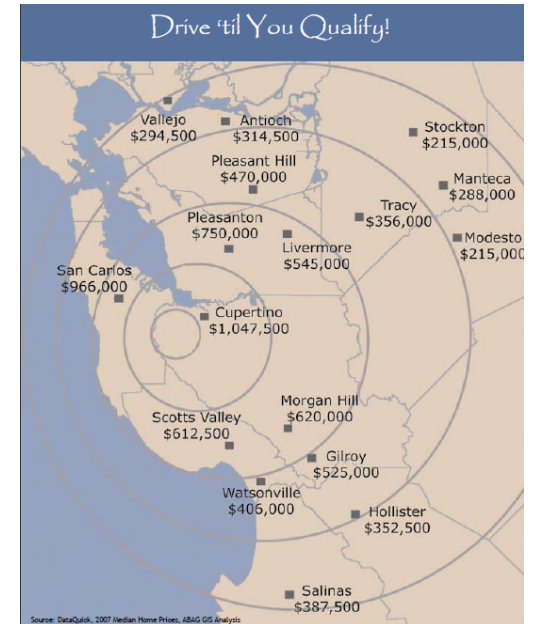 Drive 'til You Qualify!
Vallejo
$294,500
Antioch
$314,500
Stockton
$215,000
Pleasant Hill
$470,000
Manteca
$288,000
Tracy
$356,000
Pleasanton
$750,000
Livermore
$545,000
Modesto
$215,000
San Carlos
$966,000
Cupertino
$1,047,500
Morgan Hill
$620,000
Scotts Valley
$612,500
Gilroy
$525,000
Watsonville
$406,000
Hollister
$352,500
Salinas
$387,500
Source: DataQuick, 2007 Median Home Prices, ABAG GIS Analysis